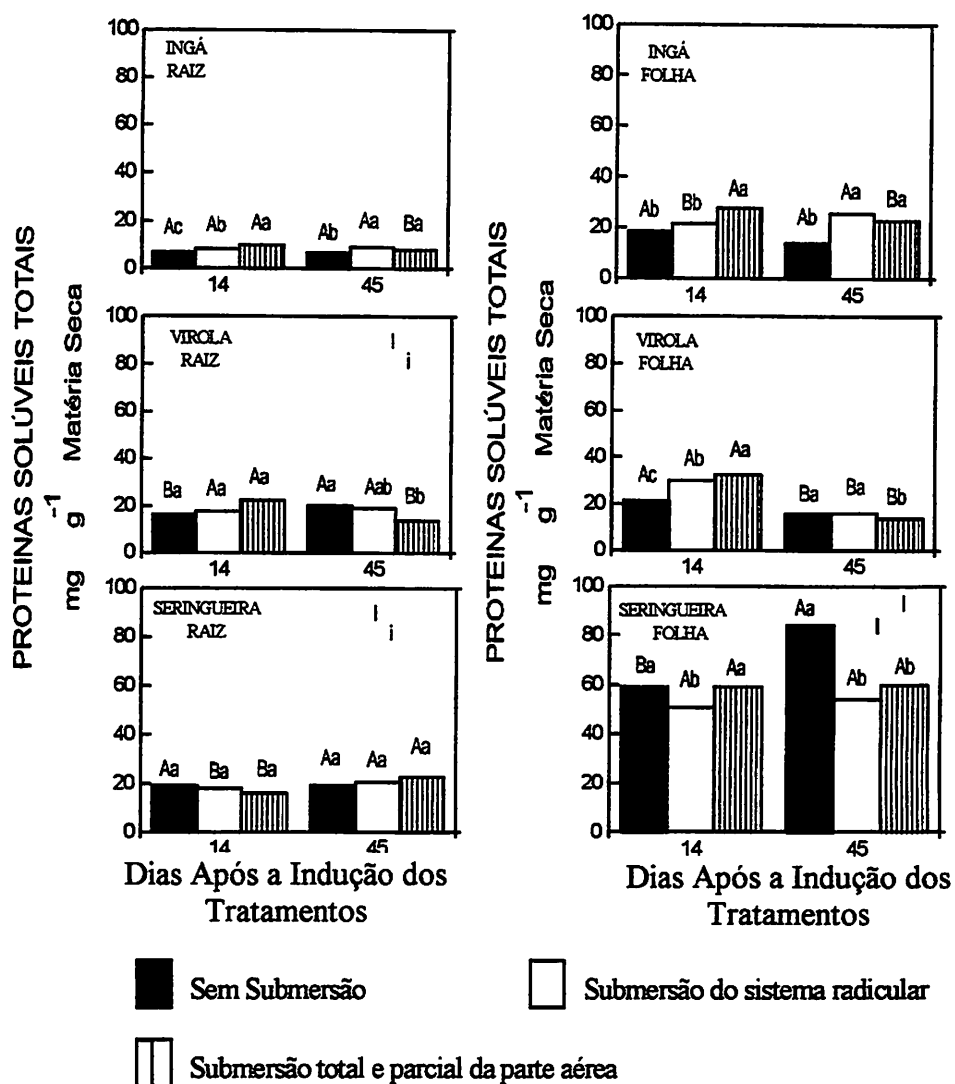 PROTEINAS SOLÚVEIS TOTAIS
mg g⁻¹ Matéria Seca
100
80
60
40
20
0
INGÁ
RAIZ
Ac Ab Aa Ab Aa Ba
14 45
100
80
60
40
20
0
VIROLA
RAIZ
Ba Aa Aa Aa Aab Bb
14 45
100
80
60
40
20
0
SERINGUEIRA
RAIZ
Aa Ba Ba Aa Aa Aa
14 45
Dias Após a Indução dos
Tratamentos
PROTEINAS SOLÚVEIS TOTAIS
mg g⁻¹ Matéria Seca
100
80
60
40
20
0
INGÁ
FOLHA
Ab Bb Aa Ab Aa Ba
14 45
100
80
60
40
20
0
VIROLA
FOLHA
Ac Ab Aa Ba Ba Bb
14 45
100
80
60
40
20
0
SERINGUEIRA
FOLHA
Ba Ab Aa Aa Ab Ab
14 45
Dias Após a Indução dos
Tratamentos
Sem Submersão
Submersão do sistema radicular
Submersão total e parcial da parte aérea